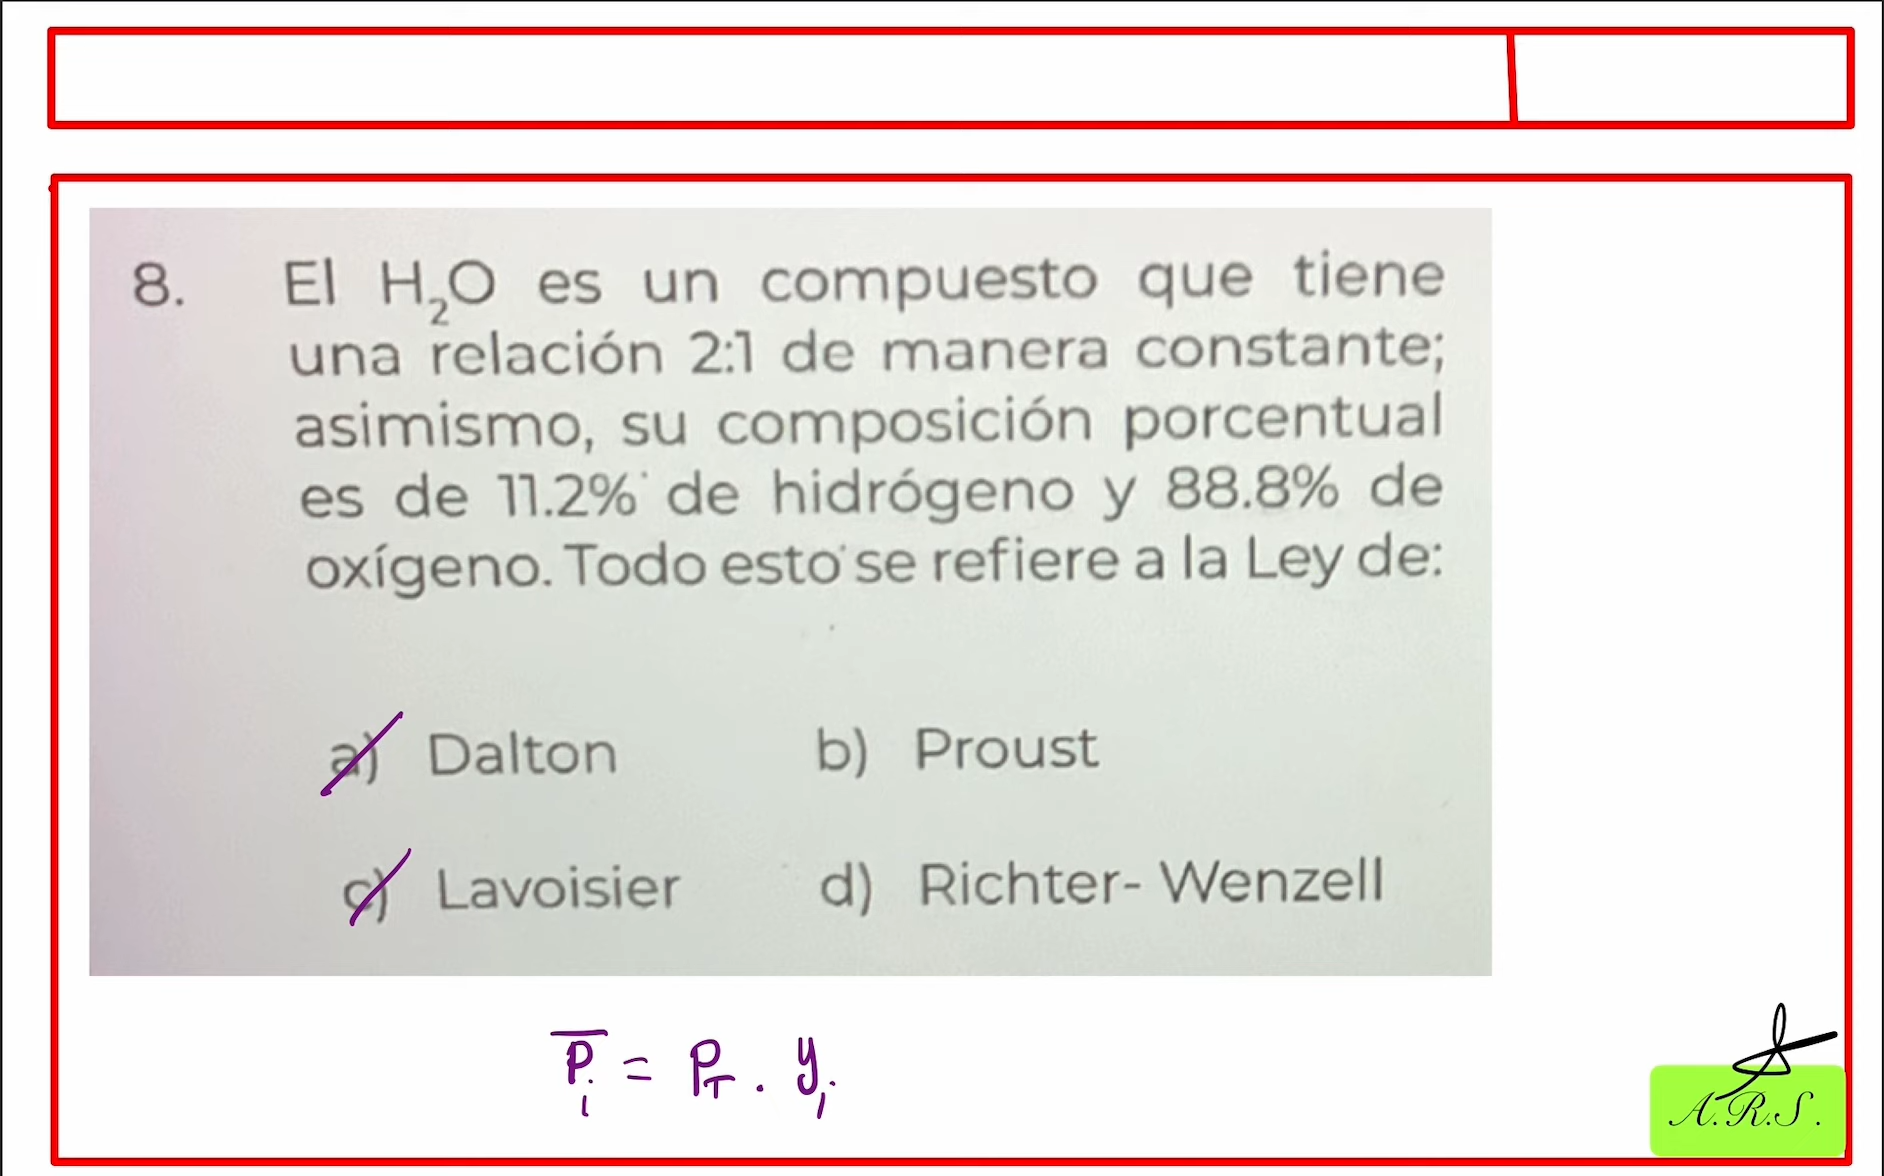 8. El H₂O es un compuesto que tiene
una relación 2:1 de manera constante;
asimismo, su composición porcentual
es de 11.2% de hidrógeno y 88.8% de
oxígeno. Todo esto se refiere a la Ley de:
a) Dalton b) Proust
c) Lavoisier d) Richter- Wenzell
P̅ᵢ = P_T . yᵢ
A.R.S.